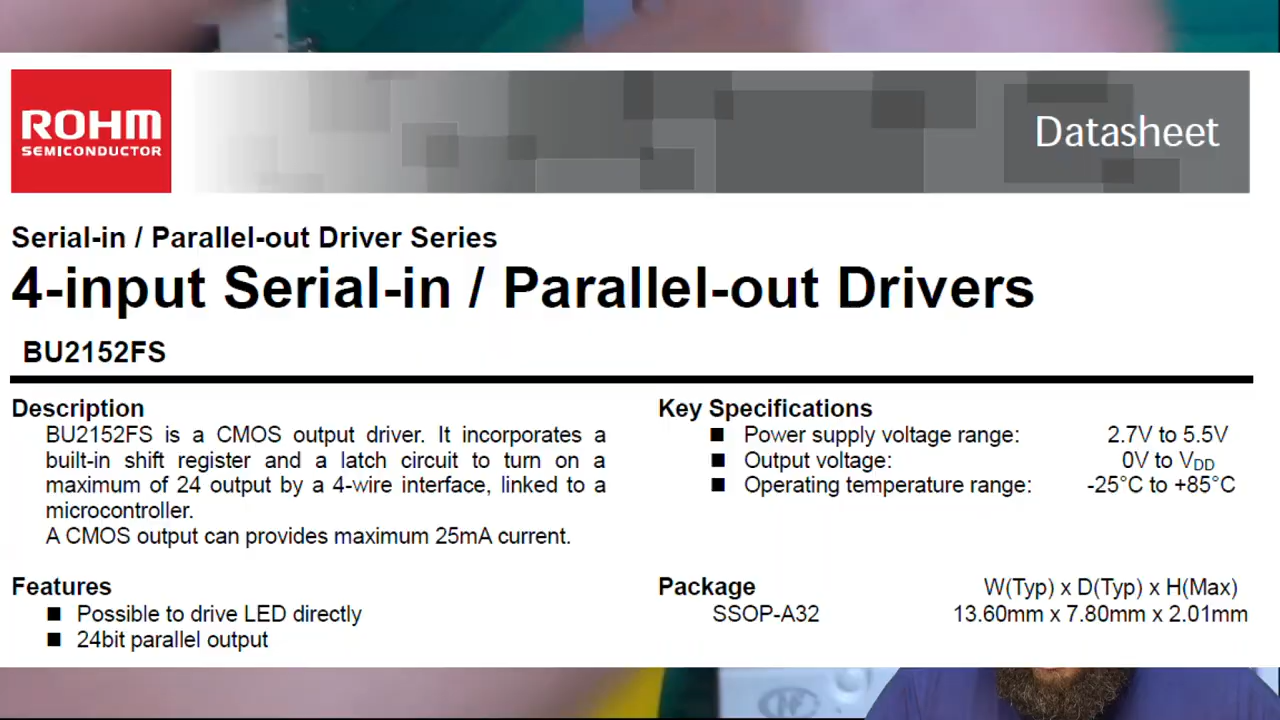 ROHM
SEMICONDUCTOR
Datasheet
Serial-in / Parallel-out Driver Series
4-input Serial-in / Parallel-out Drivers
BU2152FS
Description
BU2152FS is a CMOS output driver. It incorporates a
built-in shift register and a latch circuit to turn on a
maximum of 24 output by a 4-wire interface, linked to a
microcontroller.
A CMOS output can provides maximum 25mA current.
Features
■ Possible to drive LED directly
■ 24bit parallel output
Key Specifications
■ Power supply voltage range: 2.7V to 5.5V
■ Output voltage: 0V to VDD
■ Operating temperature range: -25°C to +85°C
Package W(Typ) x D(Typ) x H(Max)
SSOP-A32 13.60mm x 7.80mm x 2.01mm